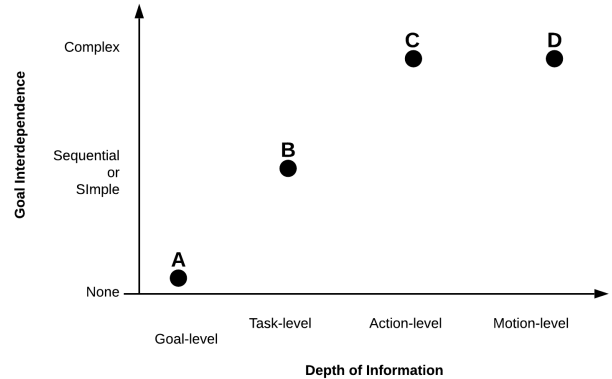 Complex
C
D
Goal Interdependence
Sequential
or
SImple
B
A
None
Task-level
Action-level
Motion-level
Goal-level
Depth of Information